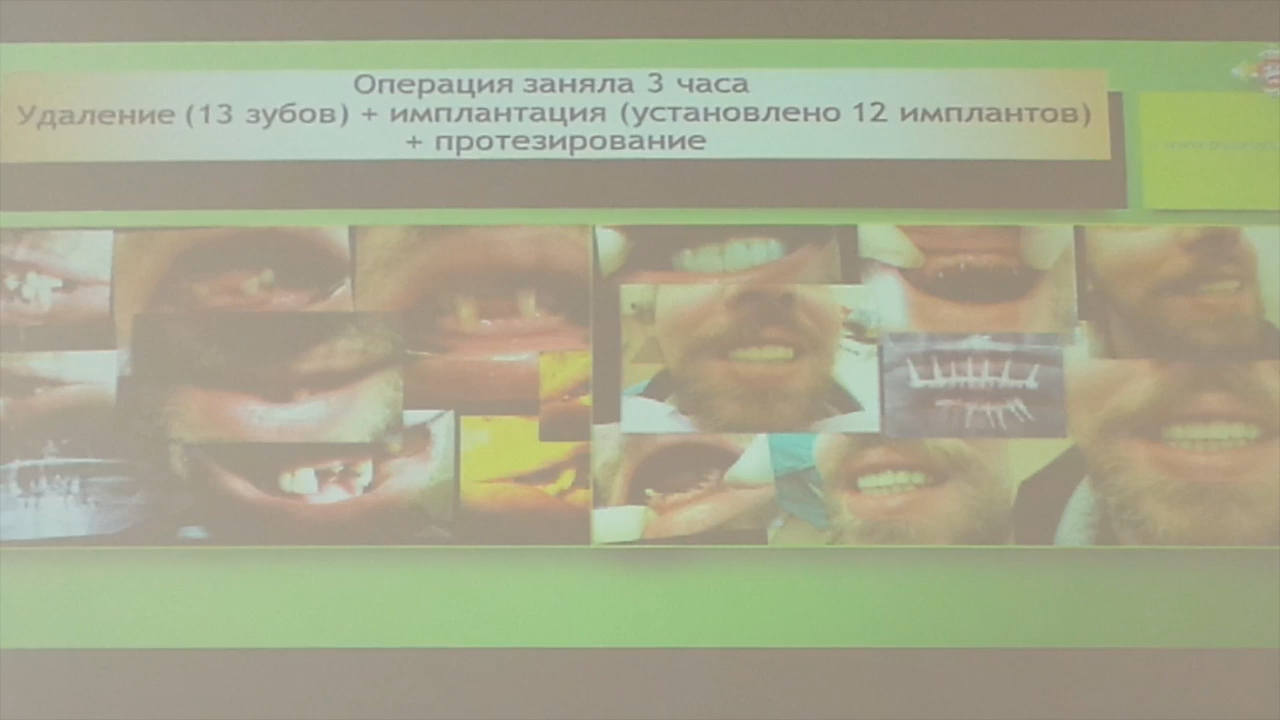 Операция заняла 3 часа
Удаление (13 зубов) + имплантация (установлено 12 имплантов)
+ протезирование